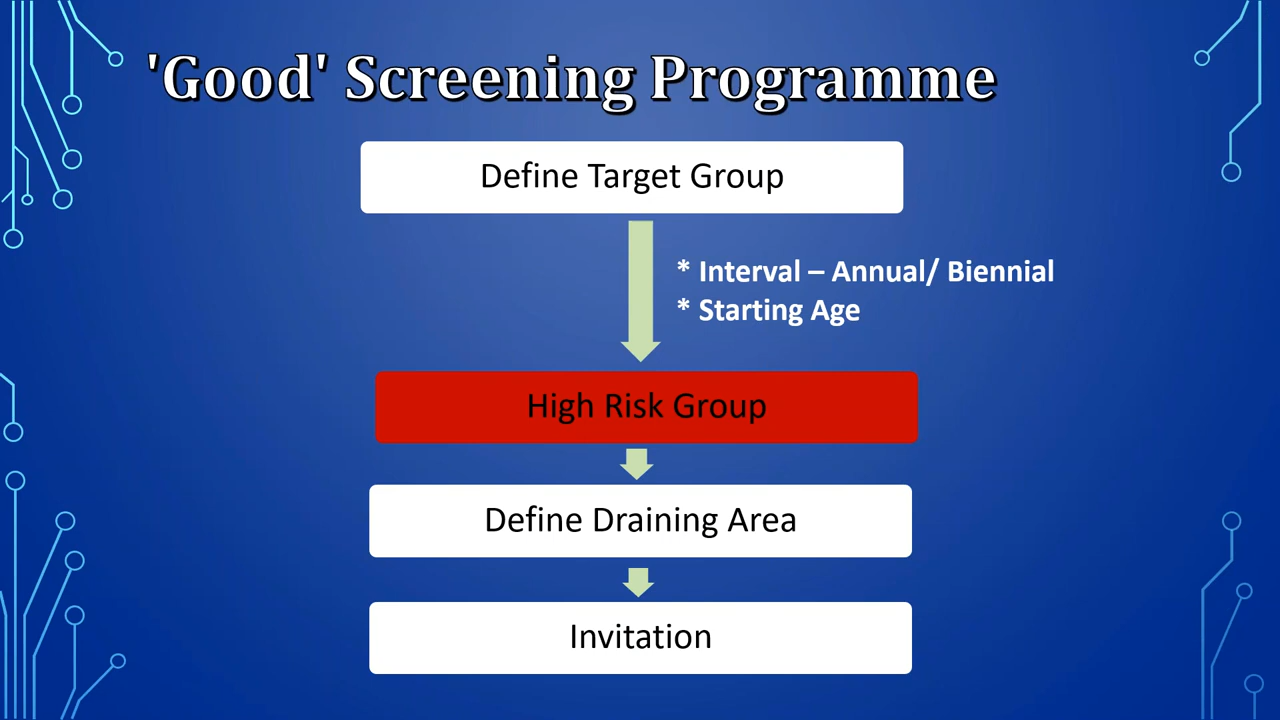 'Good' Screening Programme
Define Target Group
* Interval – Annual/ Biennial
* Starting Age
High Risk Group
Define Draining Area
Invitation